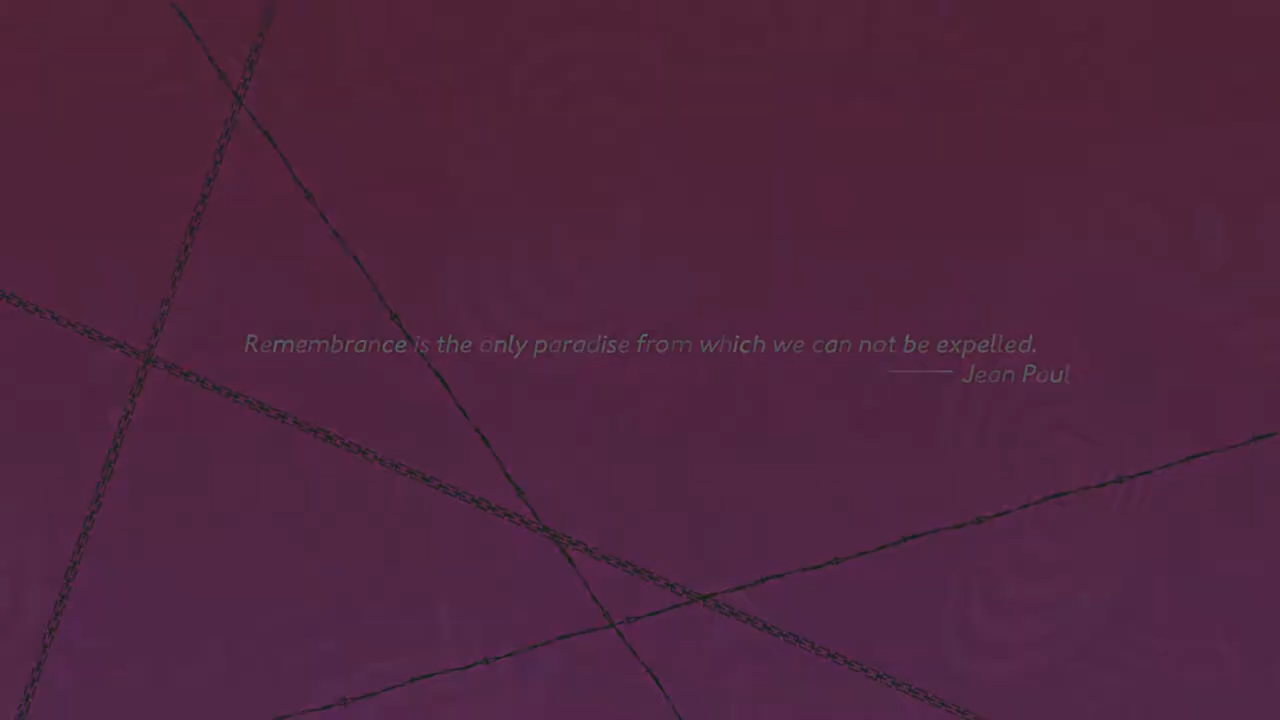 Remembrance is the only paradise from which we can not be expelled.
—— Jean Paul